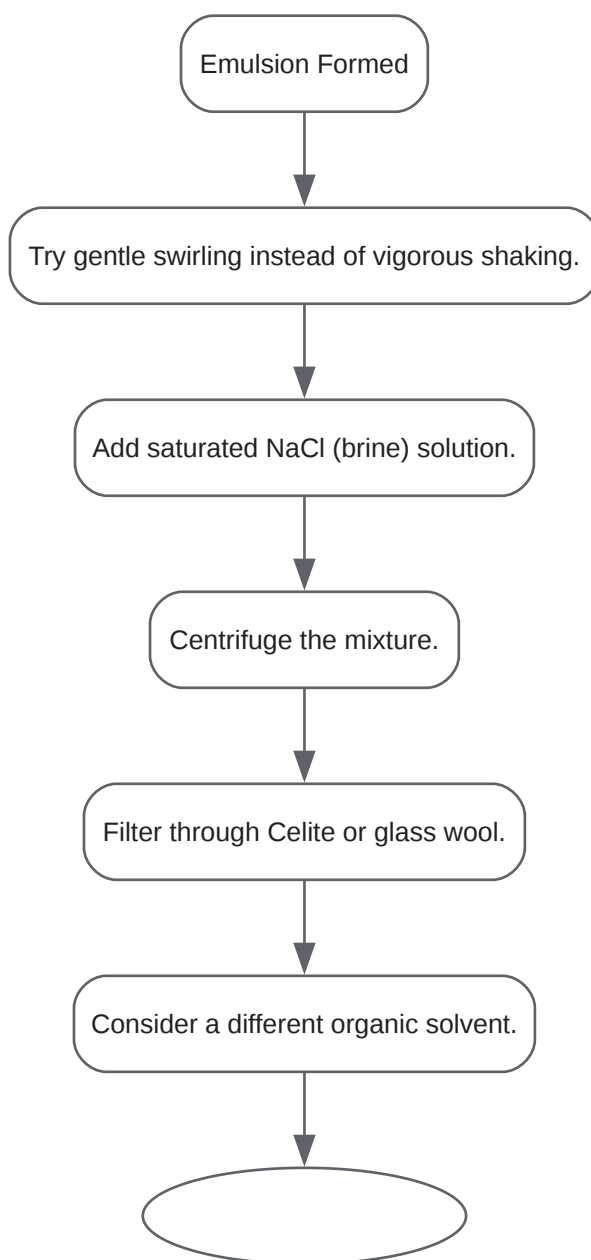 Emulsion Formed
Try gentle swirling instead of vigorous shaking.
Add saturated NaCl (brine) solution.
Centrifuge the mixture.
Filter through Celite or glass wool.
Consider a different organic solvent.